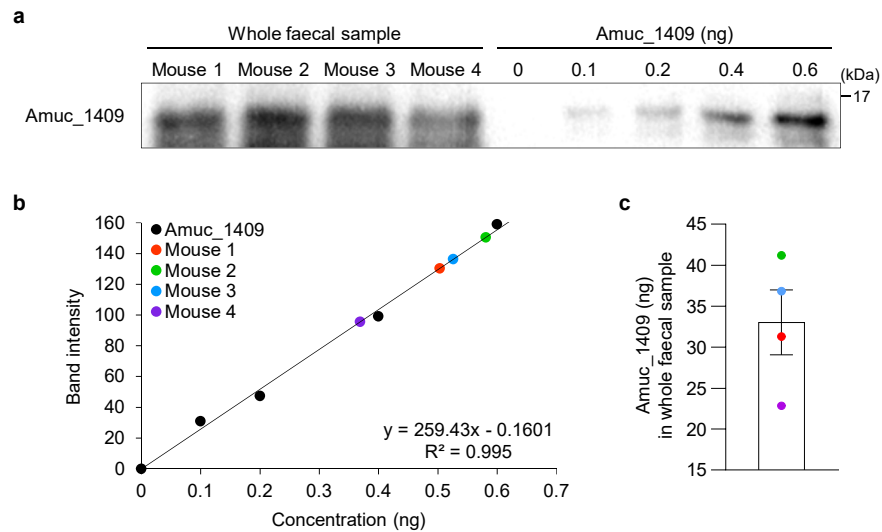 a
Whole faecal sample Amuc_1409 (ng)
Mouse 1 Mouse 2 Mouse 3 Mouse 4 0 0.1 0.2 0.4 0.6 (kDa)
17
Amuc_1409
b
160
140
120
100
80
60
40
20
0
Band intensity
Amuc_1409
Mouse 1
Mouse 2
Mouse 3
Mouse 4
y = 259.43x - 0.1601
R² = 0.995
0 0.1 0.2 0.3 0.4 0.5 0.6 0.7
Concentration (ng)
c
45
40
35
30
25
20
15
Amuc_1409 (ng)
in whole faecal sample